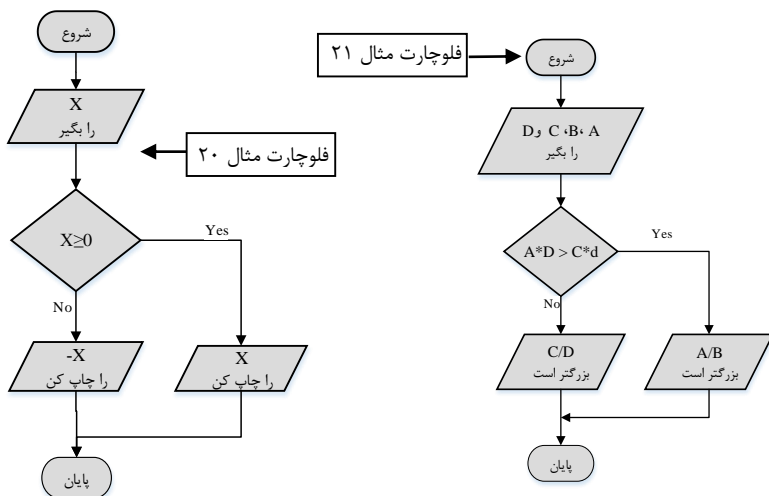 فلوچارت مثال ۲۱
شروع
A ،B، C و D
را بگیر
A*D > C*d
Yes
No
A/B
بزرگتر است
C/D
بزرگتر است
پایان
شروع
X
را بگیر
فلوچارت مثال ۲۰
X≥0
Yes
No
X
را چاپ کن
-X
را چاپ کن
پایان